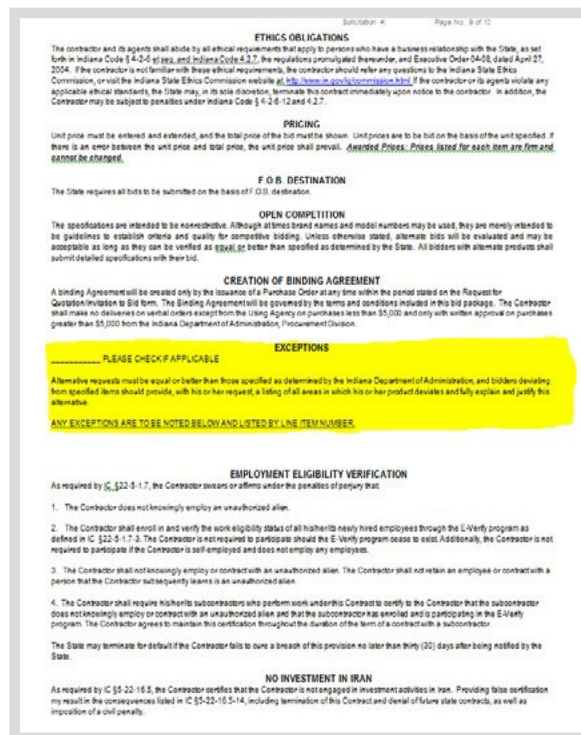 Solicitation #: Page No. 9 of 10
ETHICS OBLIGATIONS
The contractor and its agents shall abide by all ethical requirements that apply to persons who have a business relationship with the State, as set
forth in Indiana Code § 4-2-6 et seq. and Indiana Code 4.2.7, the regulations promulgated thereunder, and Executive Order 04-08, dated April 27,
2004. If the contractor is not familiar with these ethical requirements, the contractor should refer any questions to the Indiana State Ethics
Commission, or visit the Indiana State Ethics Commission website at http://www.in.gov/ig/commission.html. If the contractor or its agents violate any
applicable ethical standards, the State may, in its sole discretion, terminate this contract immediately upon notice to the contractor. In addition, the
Contractor may be subject to penalties under Indiana Code § 4-2-6-12 and 4.2.7.
PRICING
Unit price must be entered and extended, and the total price of the bid must be shown. Unit prices are to be bid on the basis of the unit specified. If
there is an error between the unit price and total price, the unit price shall prevail. Awarded Prices: Prices listed for each item are firm and
cannot be changed.
F.O.B. DESTINATION
The State requires all bids to be submitted on the basis of F.O.B. destination.
OPEN COMPETITION
The specifications are intended to be nonrestrictive. Although at times brand names and model numbers may be used, they are merely intended to
be guidelines to establish criteria and quality for competitive bidding. Unless otherwise stated, alternate bids will be evaluated and may be
acceptable as long as they can be verified as equal or better than specified as determined by the State. All bidders with alternate products shall
submit detailed specifications with their bid.
CREATION OF BINDING AGREEMENT
A binding Agreement will be created only by the issuance of a Purchase Order at any time within the period stated on the Request for
Quotation/Invitation to Bid form. The Binding Agreement will be governed by the terms and conditions included in this bid package. The Contractor
shall make no deliveries on verbal orders except from the Using Agency on purchases less than $5,000 and only with written approval on purchases
greater than $5,000 from the Indiana Department of Administration, Procurement Division.
EXCEPTIONS
____________ PLEASE CHECK IF APPLICABLE
Alternative requests must be equal or better than those specified as determined by the Indiana Department of Administration, and bidders deviating
from specified items should provide, with his or her request, a listing of all areas in which his or her product deviates and fully explain and justify this
alternative.
ANY EXCEPTIONS ARE TO BE NOTED BELOW AND LISTED BY LINE ITEM NUMBER.
EMPLOYMENT ELIGIBILITY VERIFICATION
As required by IC §22-5-1.7, the Contractor swears or affirms under the penalties of perjury that:
1. The Contractor does not knowingly employ an unauthorized alien.
2. The Contractor shall enroll in and verify the work eligibility status of all his/her/its newly hired employees through the E-Verify program as
defined in IC §22-5-1.7-3. The Contractor is not required to participate should the E-Verify program cease to exist. Additionally, the Contractor is not
required to participate if the Contractor is self-employed and does not employ any employees.
3. The Contractor shall not knowingly employ or contract with an unauthorized alien. The Contractor shall not retain an employee or contract with a
person that the Contractor subsequently learns is an unauthorized alien.
4. The Contractor shall require his/her/its subcontractors who perform work under this Contract to certify to the Contractor that the subcontractor
does not knowingly employ or contract with an unauthorized alien and that the subcontractor has enrolled and is participating in the E-Verify
program. The Contractor agrees to maintain this certification throughout the duration of the term of a contract with a subcontractor.
The State may terminate for default if the Contractor fails to cure a breach of this provision no later than thirty (30) days after being notified by the
State.
NO INVESTMENT IN IRAN
As required by IC §5-22-16.5, the Contractor certifies that the Contractor is not engaged in investment activities in Iran. Providing false certification
my result in the consequences listed in IC §5-22-16.5-14, including termination of this Contract and denial of future state contracts, as well as
imposition of a civil penalty.